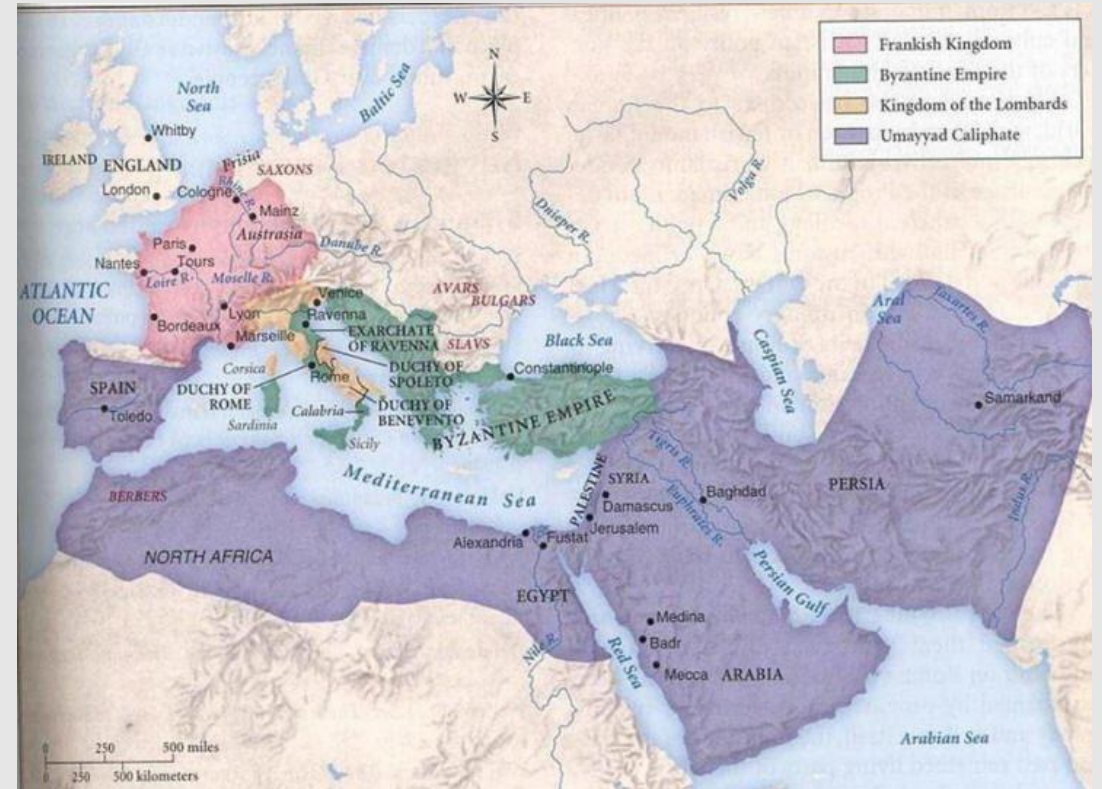 Frankish Kingdom
Byzantine Empire
Kingdom of the Lombards
Umayyad Caliphate
N
W
E
S
North
Sea
Baltic Sea
Whitby
IRELAND
ENGLAND
London
Frisia
SAXONS
Rhine R.
Cologne
Mainz
Austrasia
Paris
Nantes
Tours
Loire R.
Moselle R.
Danube R.
Dnieper R.
Volga R.
ATLANTIC
OCEAN
Lyon
Bordeaux
Marseille
Venice
Ravenna
EXARCHATE
OF RAVENNA
AVARS
BULGARS
SLAVS
Black Sea
Caspian Sea
Aral
Sea
Jaxartes R.
Corsica
DUCHY OF
ROME
Rome
DUCHY OF
SPOLETO
DUCHY OF
BENEVENTO
Constantinople
BYZANTINE EMPIRE
SPAIN
Toledo
Sardinia
Calabria
Sicily
Mediterranean Sea
Samarkand
Tigris R.
SYRIA
PALESTINE
Damascus
Jerusalem
Euphrates R.
Baghdad
PERSIA
Indus R.
BERBERS
NORTH AFRICA
Alexandria
Fustat
EGYPT
Nile R.
Persian Gulf
Red Sea
Medina
Badr
Mecca
ARABIA
Arabian Sea
0 250 500 miles
0 250 500 kilometers